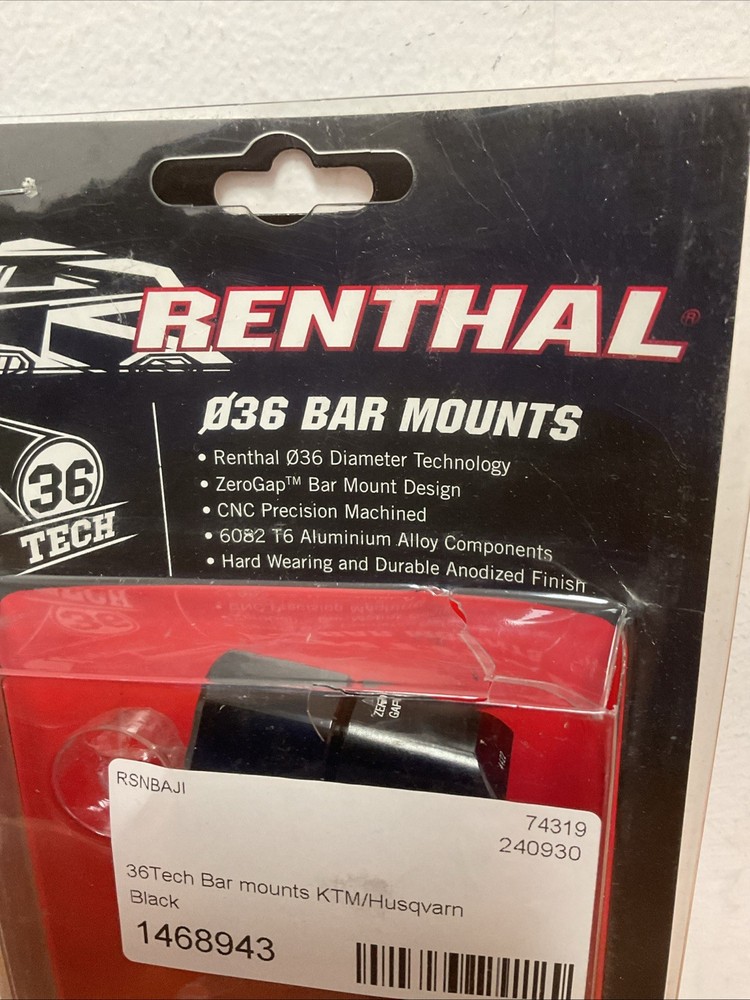 RENTHAL®
Ø36 BAR MOUNTS
• Renthal Ø36 Diameter Technology
• ZeroGap™ Bar Mount Design
• CNC Precision Machined
• 6082 T6 Aluminium Alloy Components
• Hard Wearing and Durable Anodized Finish
36
TECH
ZERO
GAP
RSNBAJI
74319
240930
36Tech Bar mounts KTM/Husqvarn
Black
1468943